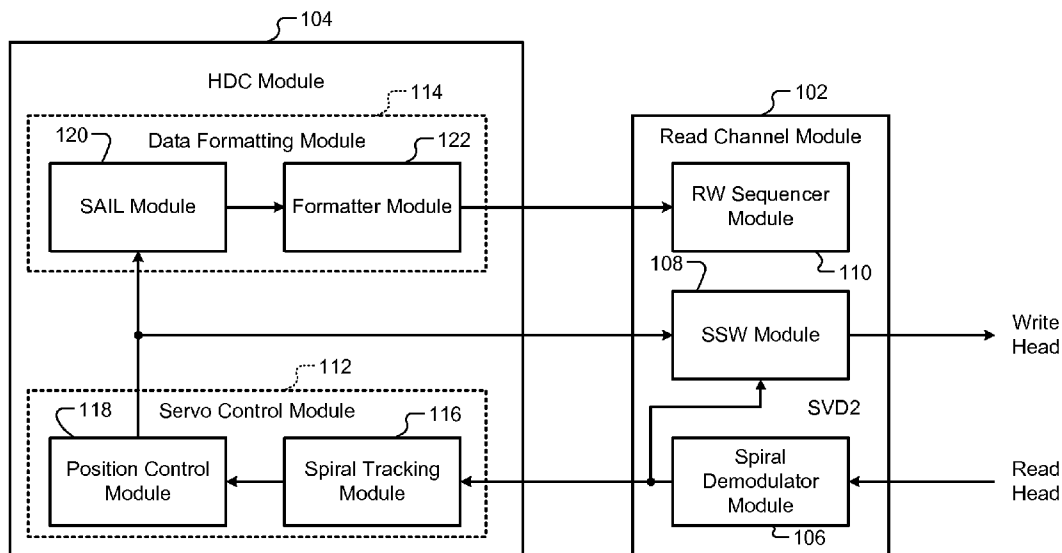 104
HDC Module
114
102
120
Data Formatting Module
122
Read Channel Module
SAIL Module
Formatter Module
RW Sequencer
Module
108
110
SSW Module
Write
Head
112
118
Servo Control Module
116
SVD2
Position Control
Module
Spiral Tracking
Module
Spiral
Demodulator
Module
Read
Head
106